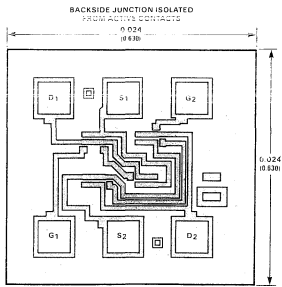 BACKSIDE JUNCTION ISOLATED
FROM ACTIVE CONTACTS
0.024
(0.630)
D1 S1 G2
0.024
(0.630)
G1 S2 D2